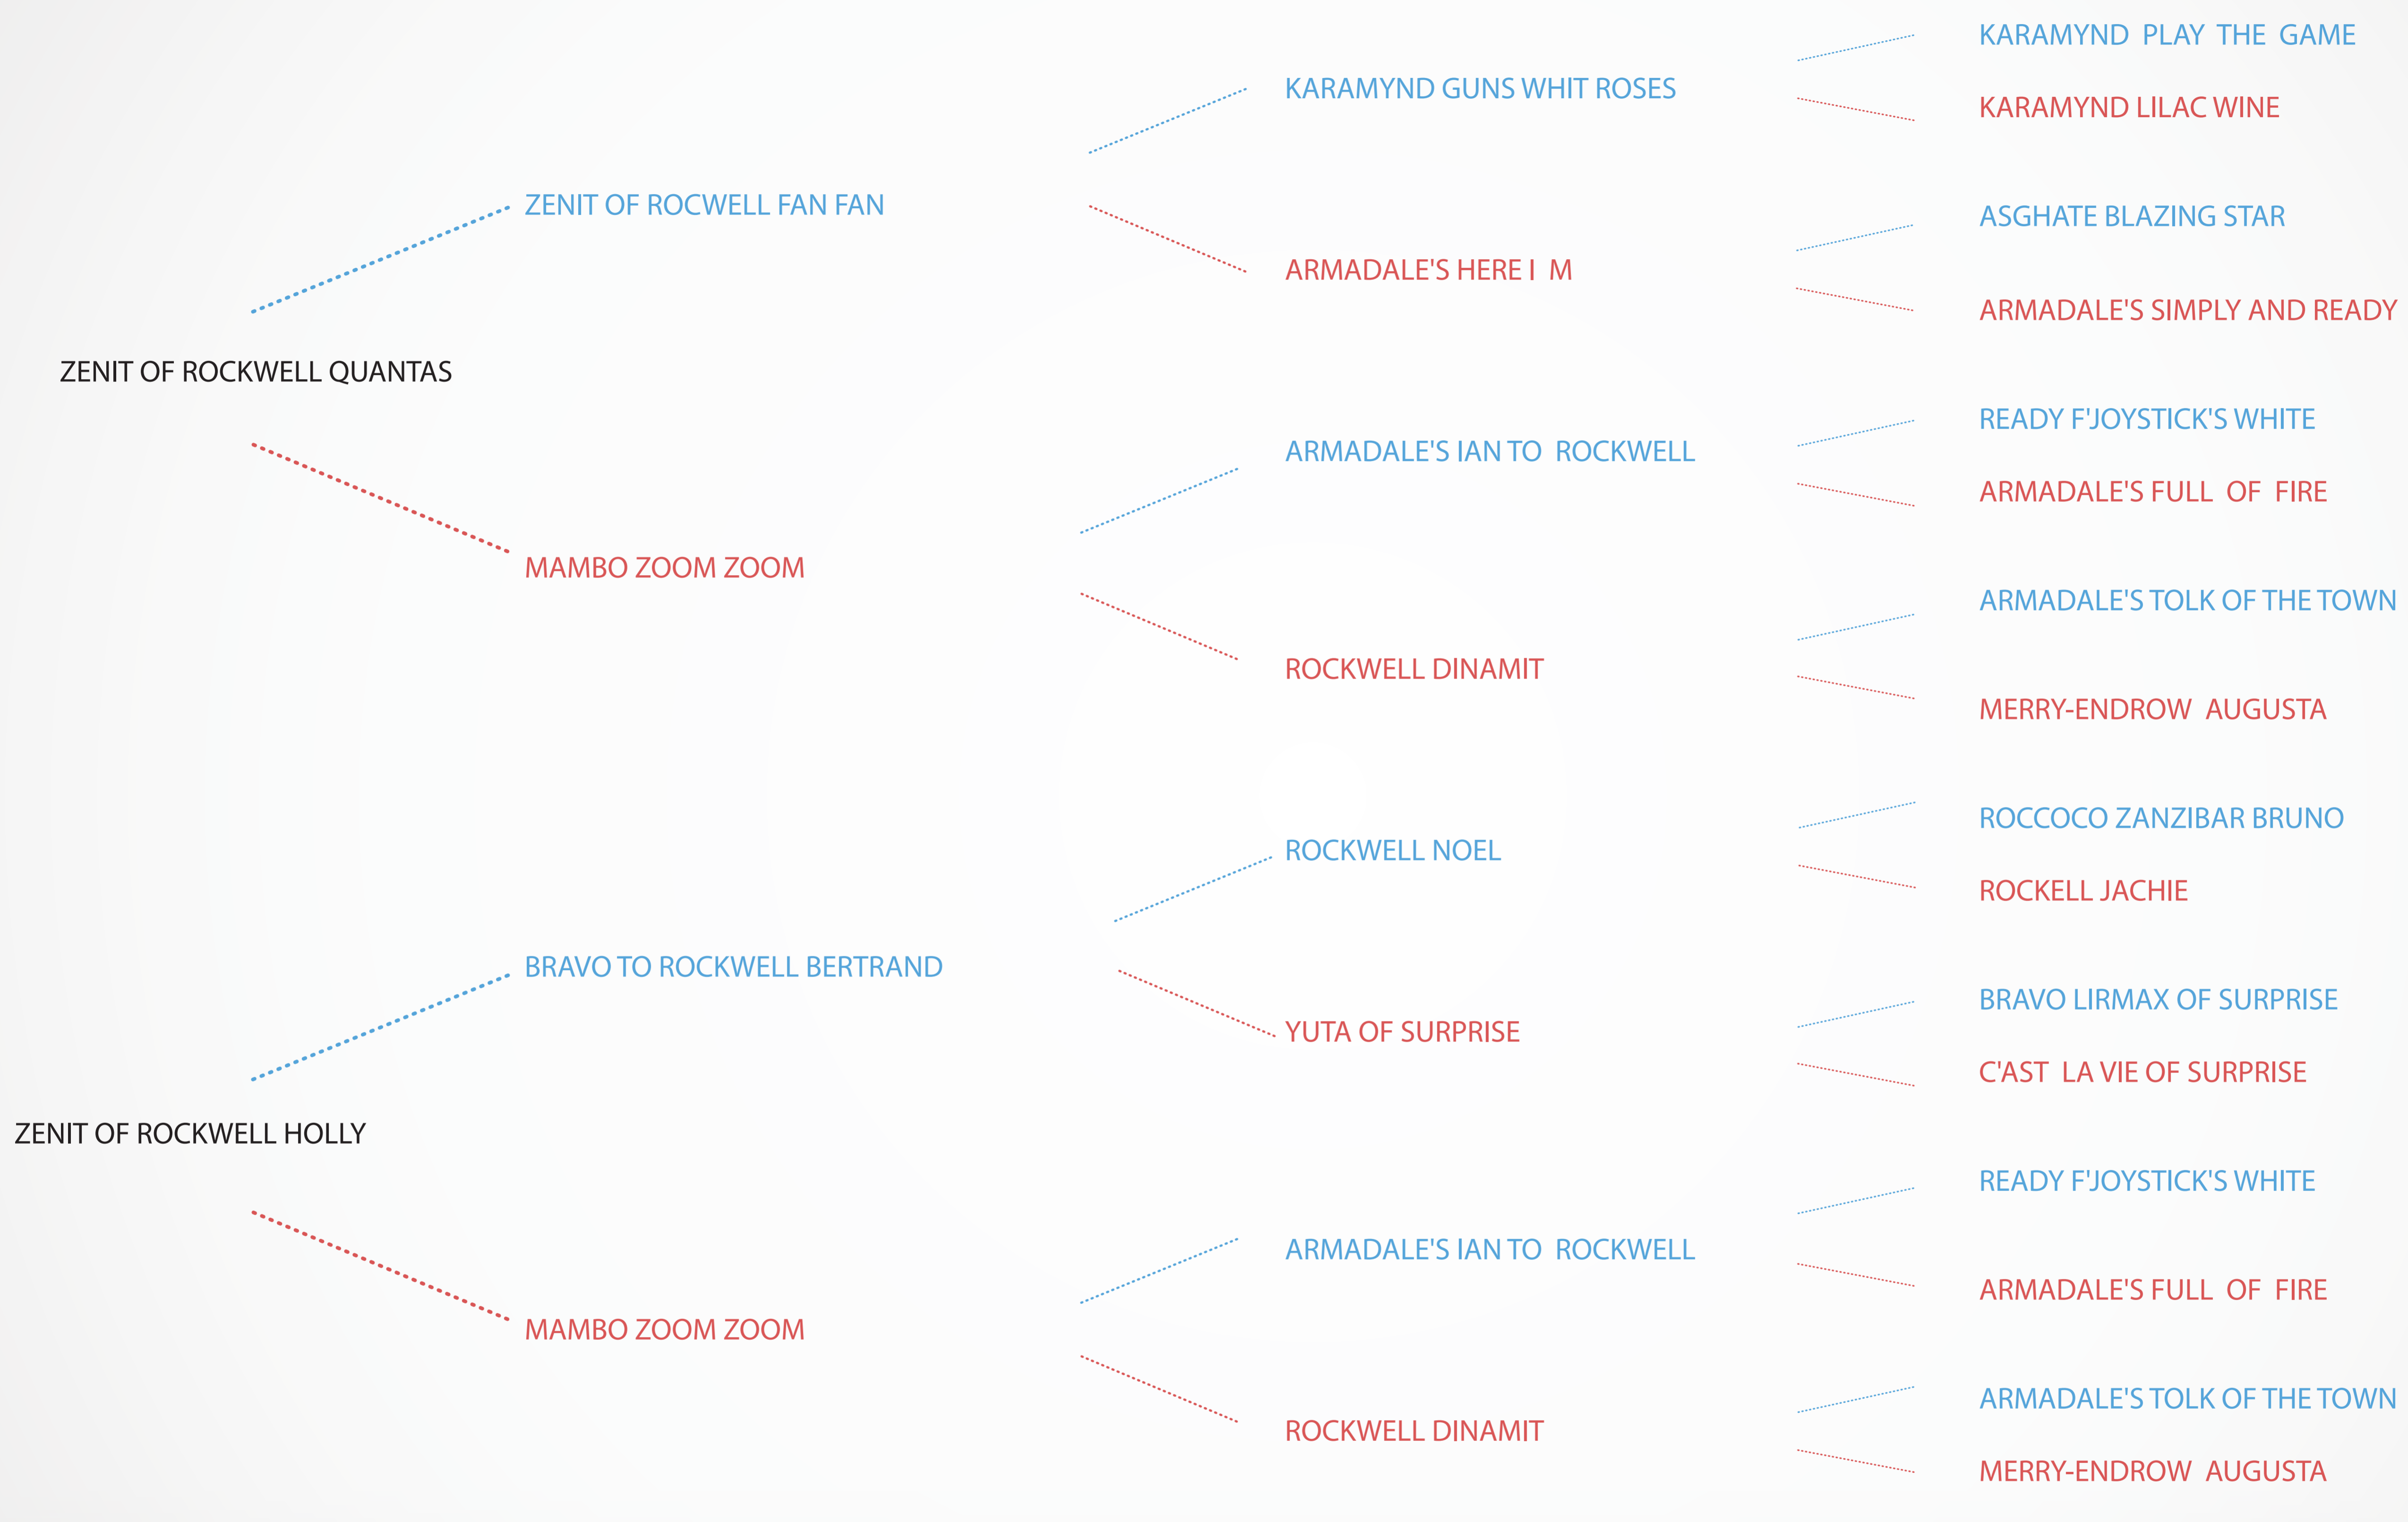 KARAMYND PLAY THE GAME
KARAMYND GUNS WHIT ROSES
KARAMYND LILAC WINE
ZENIT OF ROCWELL FAN FAN
ASGHATE BLAZING STAR
ARMADALE'S HERE I M
ARMADALE'S SIMPLY AND READY
ZENIT OF ROCKWELL QUANTAS
READY F'JOYSTICK'S WHITE
ARMADALE'S IAN TO ROCKWELL
ARMADALE'S FULL OF FIRE
MAMBO ZOOM ZOOM
ARMADALE'S TOLK OF THE TOWN
ROCKWELL DINAMIT
MERRY-ENDROW AUGUSTA
ROCCOCO ZANZIBAR BRUNO
ROCKWELL NOEL
ROCKELL JACHIE
BRAVO TO ROCKWELL BERTRAND
BRAVO LIRMAX OF SURPRISE
YUTA OF SURPRISE
C'AST LA VIE OF SURPRISE
ZENIT OF ROCKWELL HOLLY
READY F'JOYSTICK'S WHITE
ARMADALE'S IAN TO ROCKWELL
ARMADALE'S FULL OF FIRE
MAMBO ZOOM ZOOM
ARMADALE'S TOLK OF THE TOWN
ROCKWELL DINAMIT
MERRY-ENDROW AUGUSTA